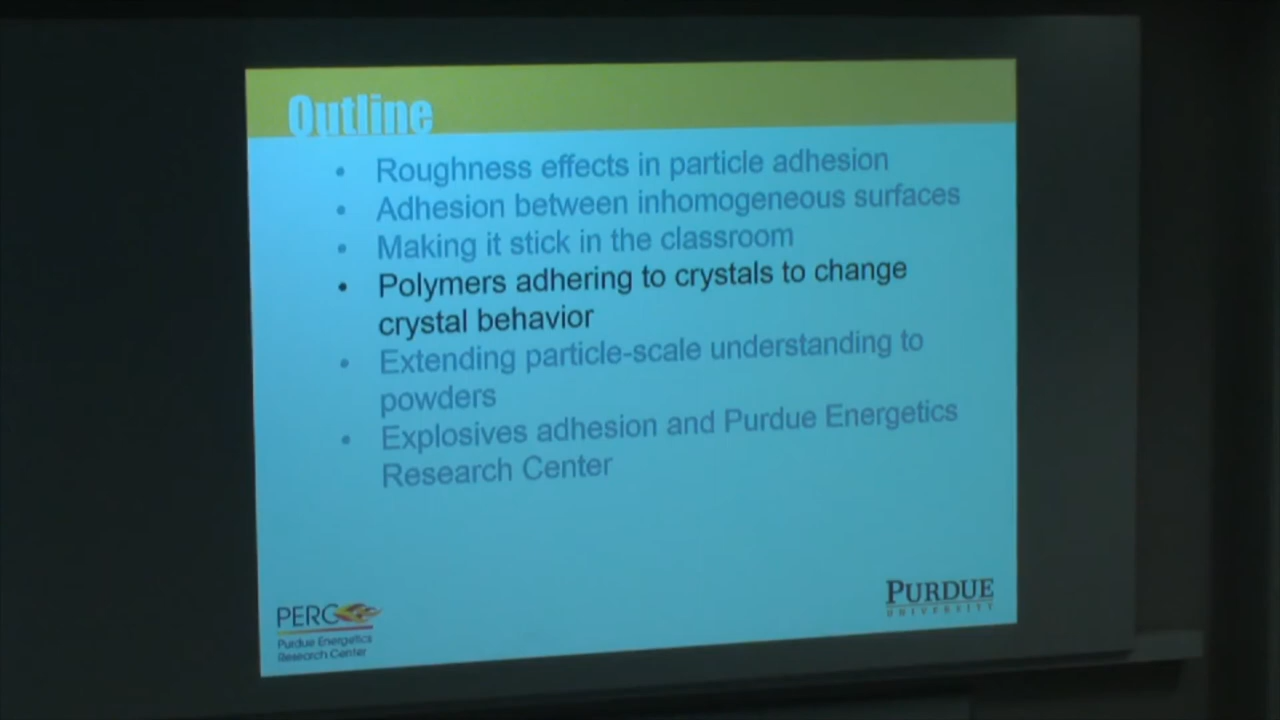 Outline
• Roughness effects in particle adhesion
• Adhesion between inhomogeneous surfaces
• Making it stick in the classroom
• Polymers adhering to crystals to change
crystal behavior
• Extending particle-scale understanding to
powders
• Explosives adhesion and Purdue Energetics
Research Center
PERC
Purdue Energetics
Research Center
PURDUE
UNIVERSITY